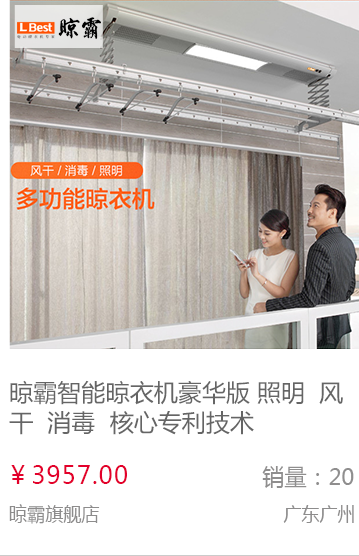 L Best 晾霸
风干 / 消毒 / 照明
多功能晾衣机
晾霸智能晾衣机豪华版 照明 风
干 消毒 核心专利技术
￥3957.00 销量：20
晾霸旗舰店 广东广州